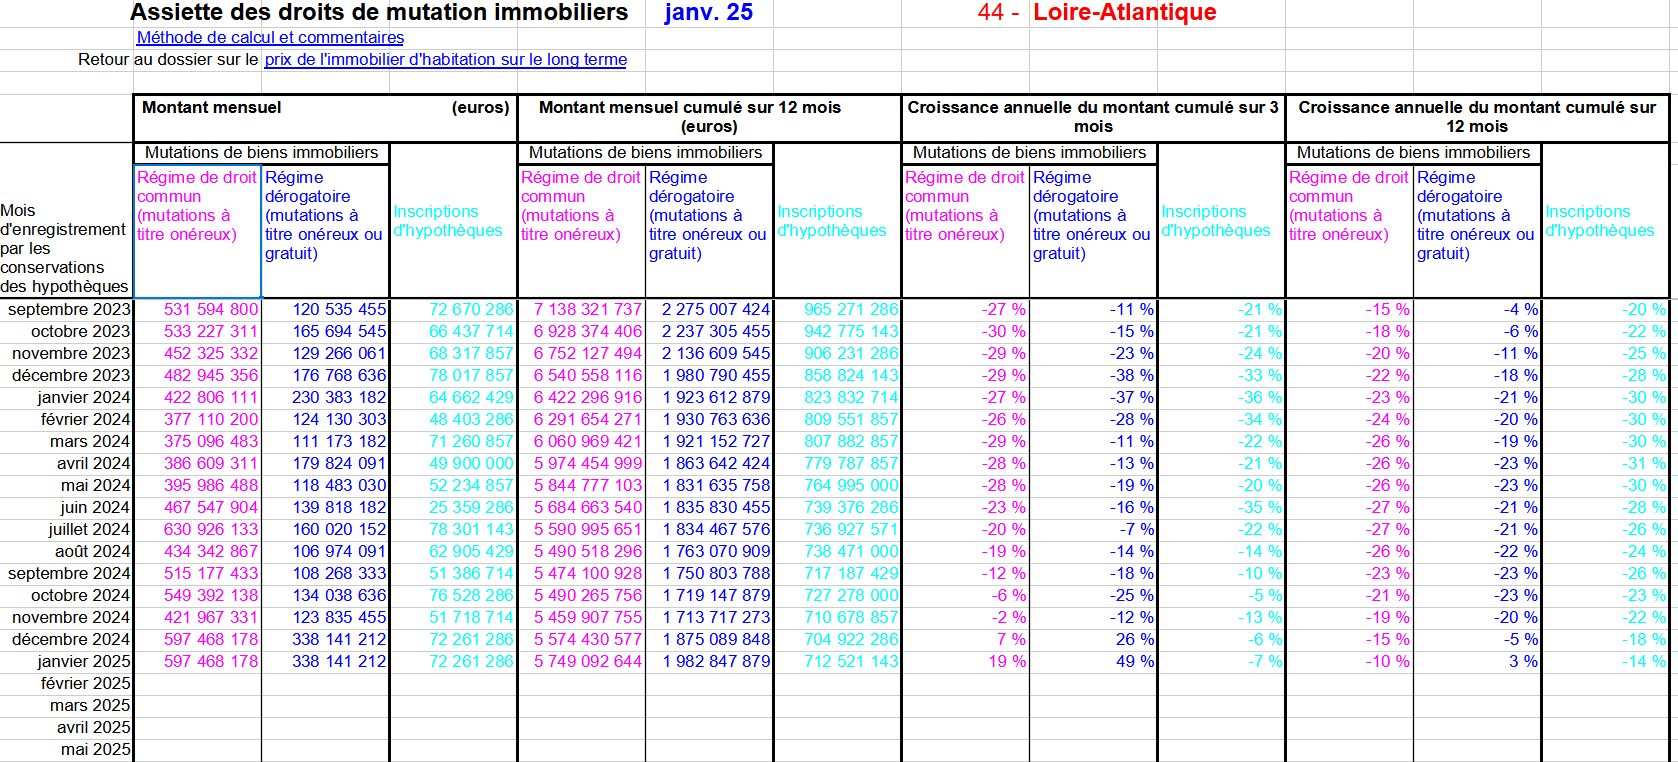 Assiette des droits de mutation immobiliers janv. 25 44 - Loire-Atlantique
Méthode de calcul et commentaires
Retour au dossier sur le prix de l'immobilier d'habitation sur le long terme
Montant mensuel (euros) Montant mensuel cumulé sur 12 mois Croissance annuelle du montant cumulé sur 3 Croissance annuelle du montant cumulé sur
(euros) mois 12 mois
Mutations de biens immobiliers Mutations de biens immobiliers Mutations de biens immobiliers Mutations de biens immobiliers
Régime de droit Régime Régime de droit Régime Régime de droit Régime Régime de droit Régime
commun dérogatoire commun dérogatoire commun dérogatoire commun dérogatoire
Mois (mutations à (mutations à Inscriptions (mutations à (mutations à Inscriptions (mutations à (mutations à Inscriptions (mutations à (mutations à Inscriptions
d'enregistrement titre onéreux) titre onéreux ou d'hypothèques titre onéreux) titre onéreux ou d'hypothèques titre onéreux) titre onéreux ou d'hypothèques titre onéreux) titre onéreux ou d'hypothèques
par les gratuit) gratuit) gratuit) gratuit)
conservations
des hypothèques
septembre 2023 531 594 800 120 535 455 72 670 286 7 138 321 737 2 275 007 424 965 271 286 -27 % -11 % -21 % -15 % -4 % -20 %
octobre 2023 533 227 311 165 694 545 66 437 714 6 928 374 406 2 237 305 455 942 775 143 -30 % -15 % -21 % -18 % -6 % -22 %
novembre 2023 452 325 332 129 266 061 68 317 857 6 752 127 494 2 136 609 545 906 231 286 -29 % -23 % -24 % -20 % -11 % -25 %
décembre 2023 482 945 356 176 768 636 78 017 857 6 540 558 116 1 980 790 455 858 824 143 -29 % -38 % -33 % -22 % -18 % -28 %
janvier 2024 422 806 111 230 383 182 64 662 429 6 422 296 916 1 923 612 879 823 832 714 -27 % -37 % -36 % -23 % -21 % -30 %
février 2024 377 110 200 124 130 303 48 403 286 6 291 654 271 1 930 763 636 809 551 857 -26 % -28 % -34 % -24 % -20 % -30 %
mars 2024 375 096 483 111 173 182 71 260 857 6 060 969 421 1 921 152 727 807 882 857 -29 % -11 % -22 % -26 % -19 % -30 %
avril 2024 386 609 311 179 824 091 49 900 000 5 974 454 999 1 863 642 424 779 787 857 -28 % -13 % -21 % -26 % -23 % -31 %
mai 2024 395 986 488 118 483 030 52 234 857 5 844 777 103 1 831 635 758 764 995 000 -28 % -19 % -20 % -26 % -23 % -30 %
juin 2024 467 547 904 139 818 182 25 359 286 5 684 663 540 1 835 830 455 739 376 286 -23 % -16 % -35 % -27 % -21 % -28 %
juillet 2024 630 926 133 160 020 152 78 301 143 5 590 995 651 1 834 467 576 736 927 571 -20 % -7 % -22 % -27 % -21 % -26 %
août 2024 434 342 867 106 974 091 62 905 429 5 490 518 296 1 763 070 909 738 471 000 -19 % -14 % -14 % -26 % -22 % -24 %
septembre 2024 515 177 433 108 268 333 51 386 714 5 474 100 928 1 750 803 788 717 187 429 -12 % -18 % -10 % -23 % -23 % -26 %
octobre 2024 549 392 138 134 038 636 76 528 286 5 490 265 756 1 719 147 879 727 278 000 -6 % -25 % -5 % -21 % -23 % -23 %
novembre 2024 421 967 331 123 835 455 51 718 714 5 459 907 755 1 713 717 273 710 678 857 -2 % -12 % -13 % -19 % -20 % -22 %
décembre 2024 597 468 178 338 141 212 72 261 286 5 574 430 577 1 875 089 848 704 922 286 7 % 26 % -6 % -15 % -5 % -18 %
janvier 2025 597 468 178 338 141 212 72 261 286 5 749 092 644 1 982 847 879 712 521 143 19 % 49 % -7 % -10 % 3 % -14 %
février 2025
mars 2025
avril 2025
mai 2025